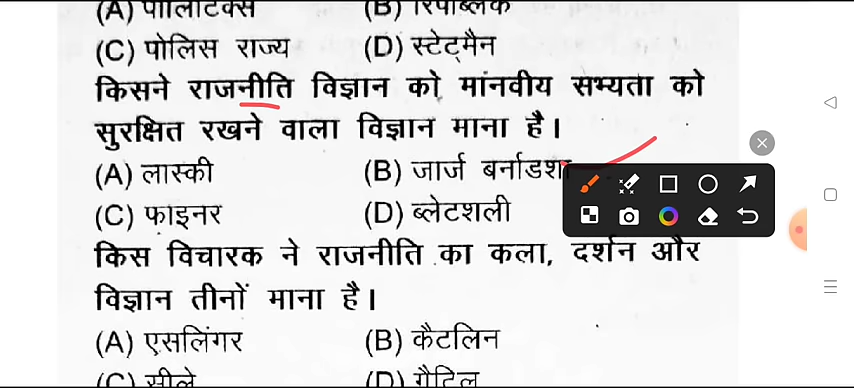 (A) पॉलिटिक्स (B) रिपब्लिक
(C) पोलिस राज्य (D) स्टेट्मैन
किसने राजनीति विज्ञान को मांनवीय सभ्यता को
सुरक्षित रखने वाला विज्ञान माना है।
(A) लास्की (B) जार्ज बर्नाडशा
(C) फाइनर (D) ब्लेटशली
किस विचारक ने राजनीति का कला, दर्शन और
विज्ञान तीनों माना है।
(A) एसलिंगर (B) कैटलिन
(C) सीले (D) गैटिल